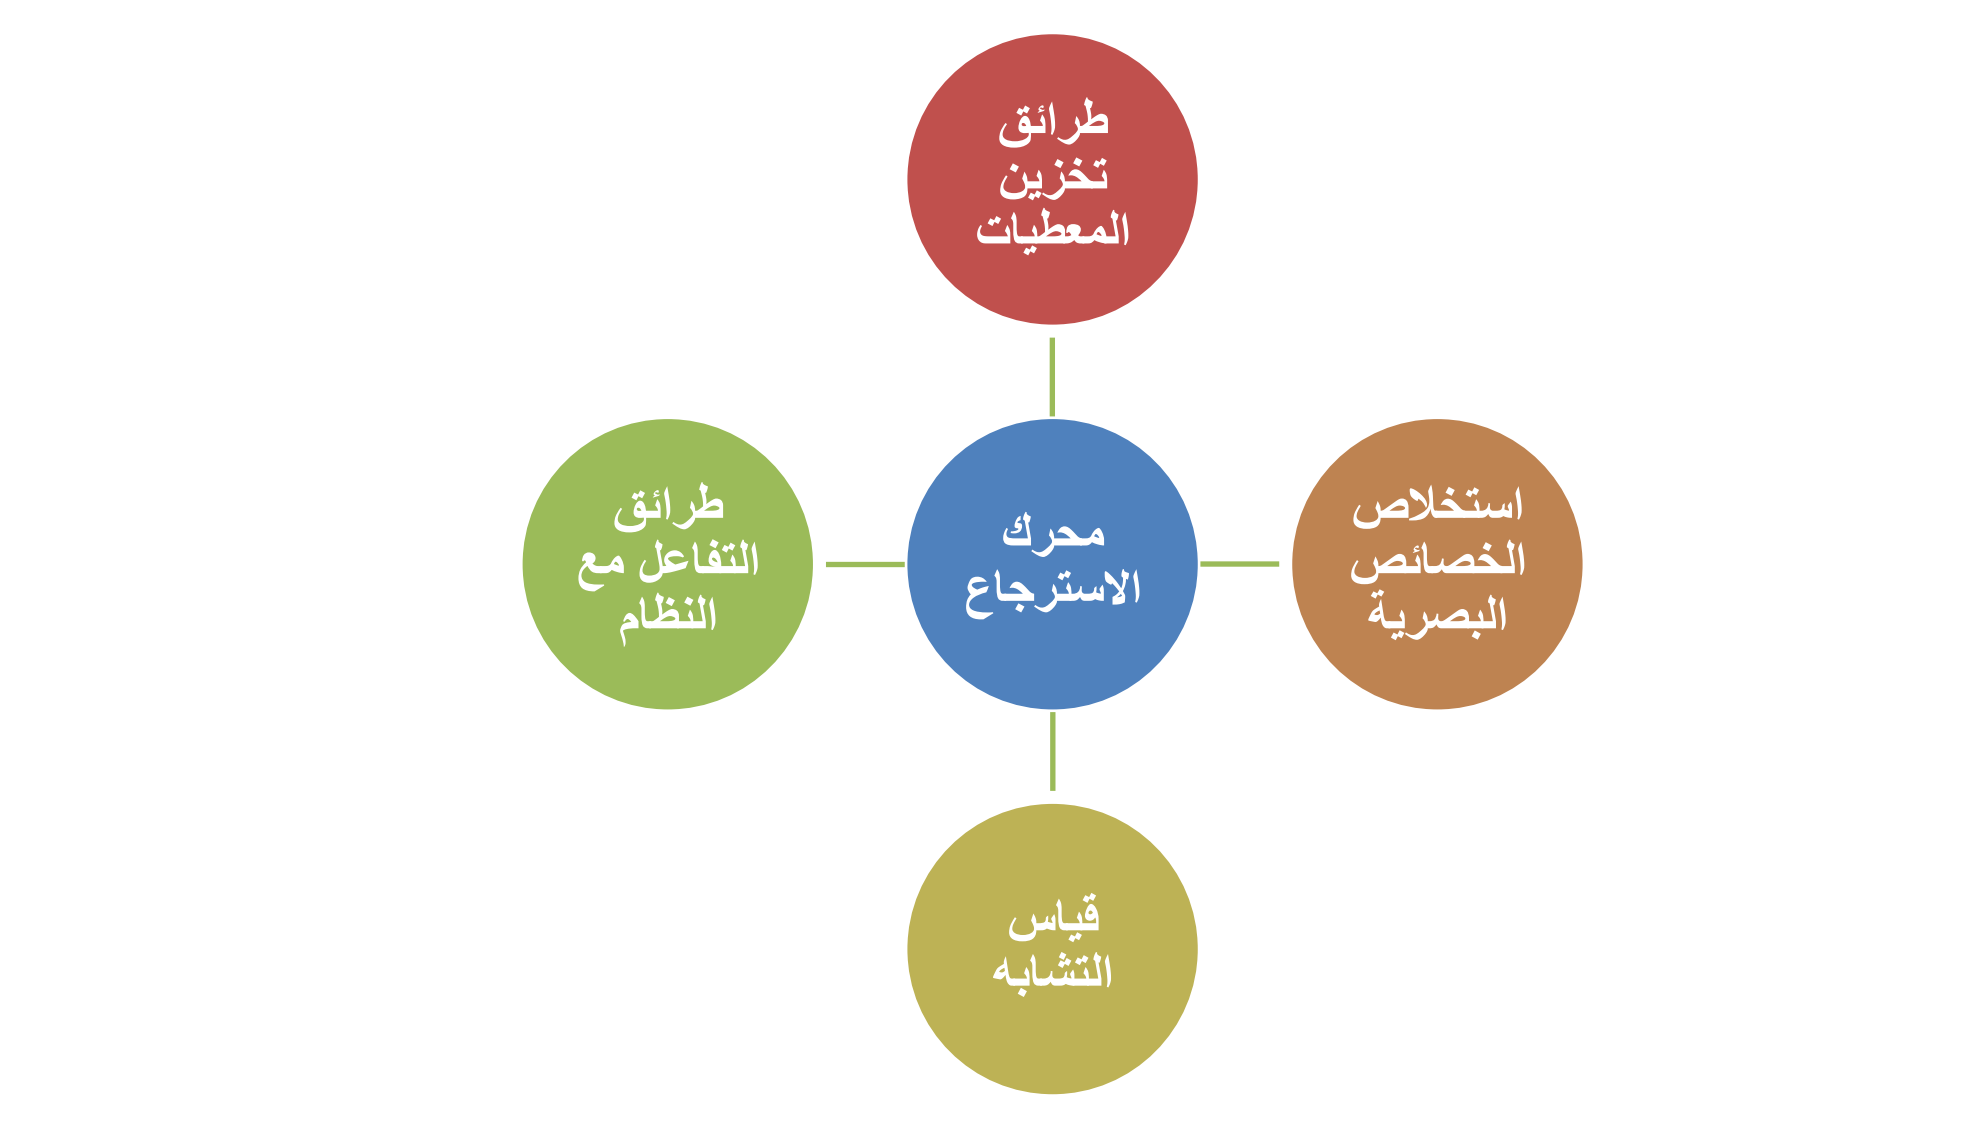 طرائق
تخزين
المعطيات
استخلاص
الخصائص
البصرية
محرك
الاسترجاع
طرائق
التفاعل مع
النظام
قياس
التشابه